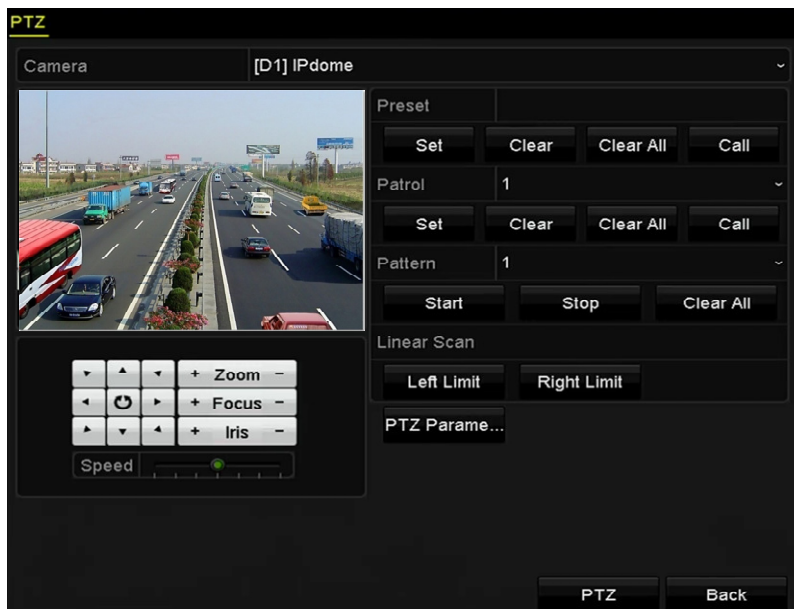 PTZ
Camera [D1] IPdome
Preset
Set Clear Clear All Call
Patrol 1
Set Clear Clear All Call
Pattern 1
Start Stop Clear All
Linear Scan
Left Limit Right Limit
PTZ Parame...
+ Zoom −
+ Focus −
+ Iris −
Speed
PTZ Back